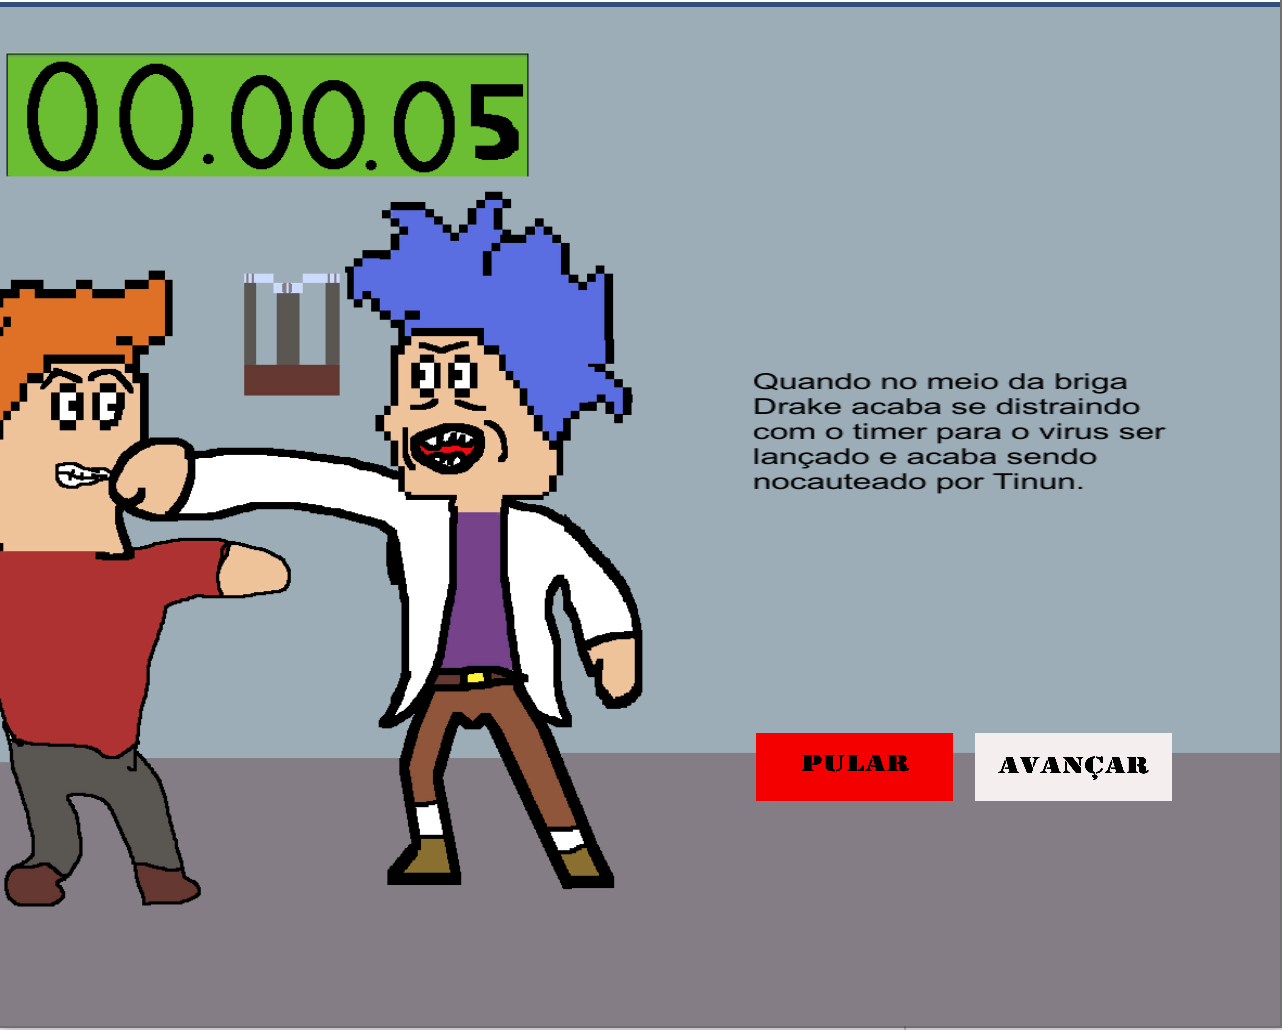 00.00.05
Quando no meio da briga
Drake acaba se distraindo
com o timer para o virus ser
lançado e acaba sendo
nocauteado por Tinun.
PULAR
AVANÇAR